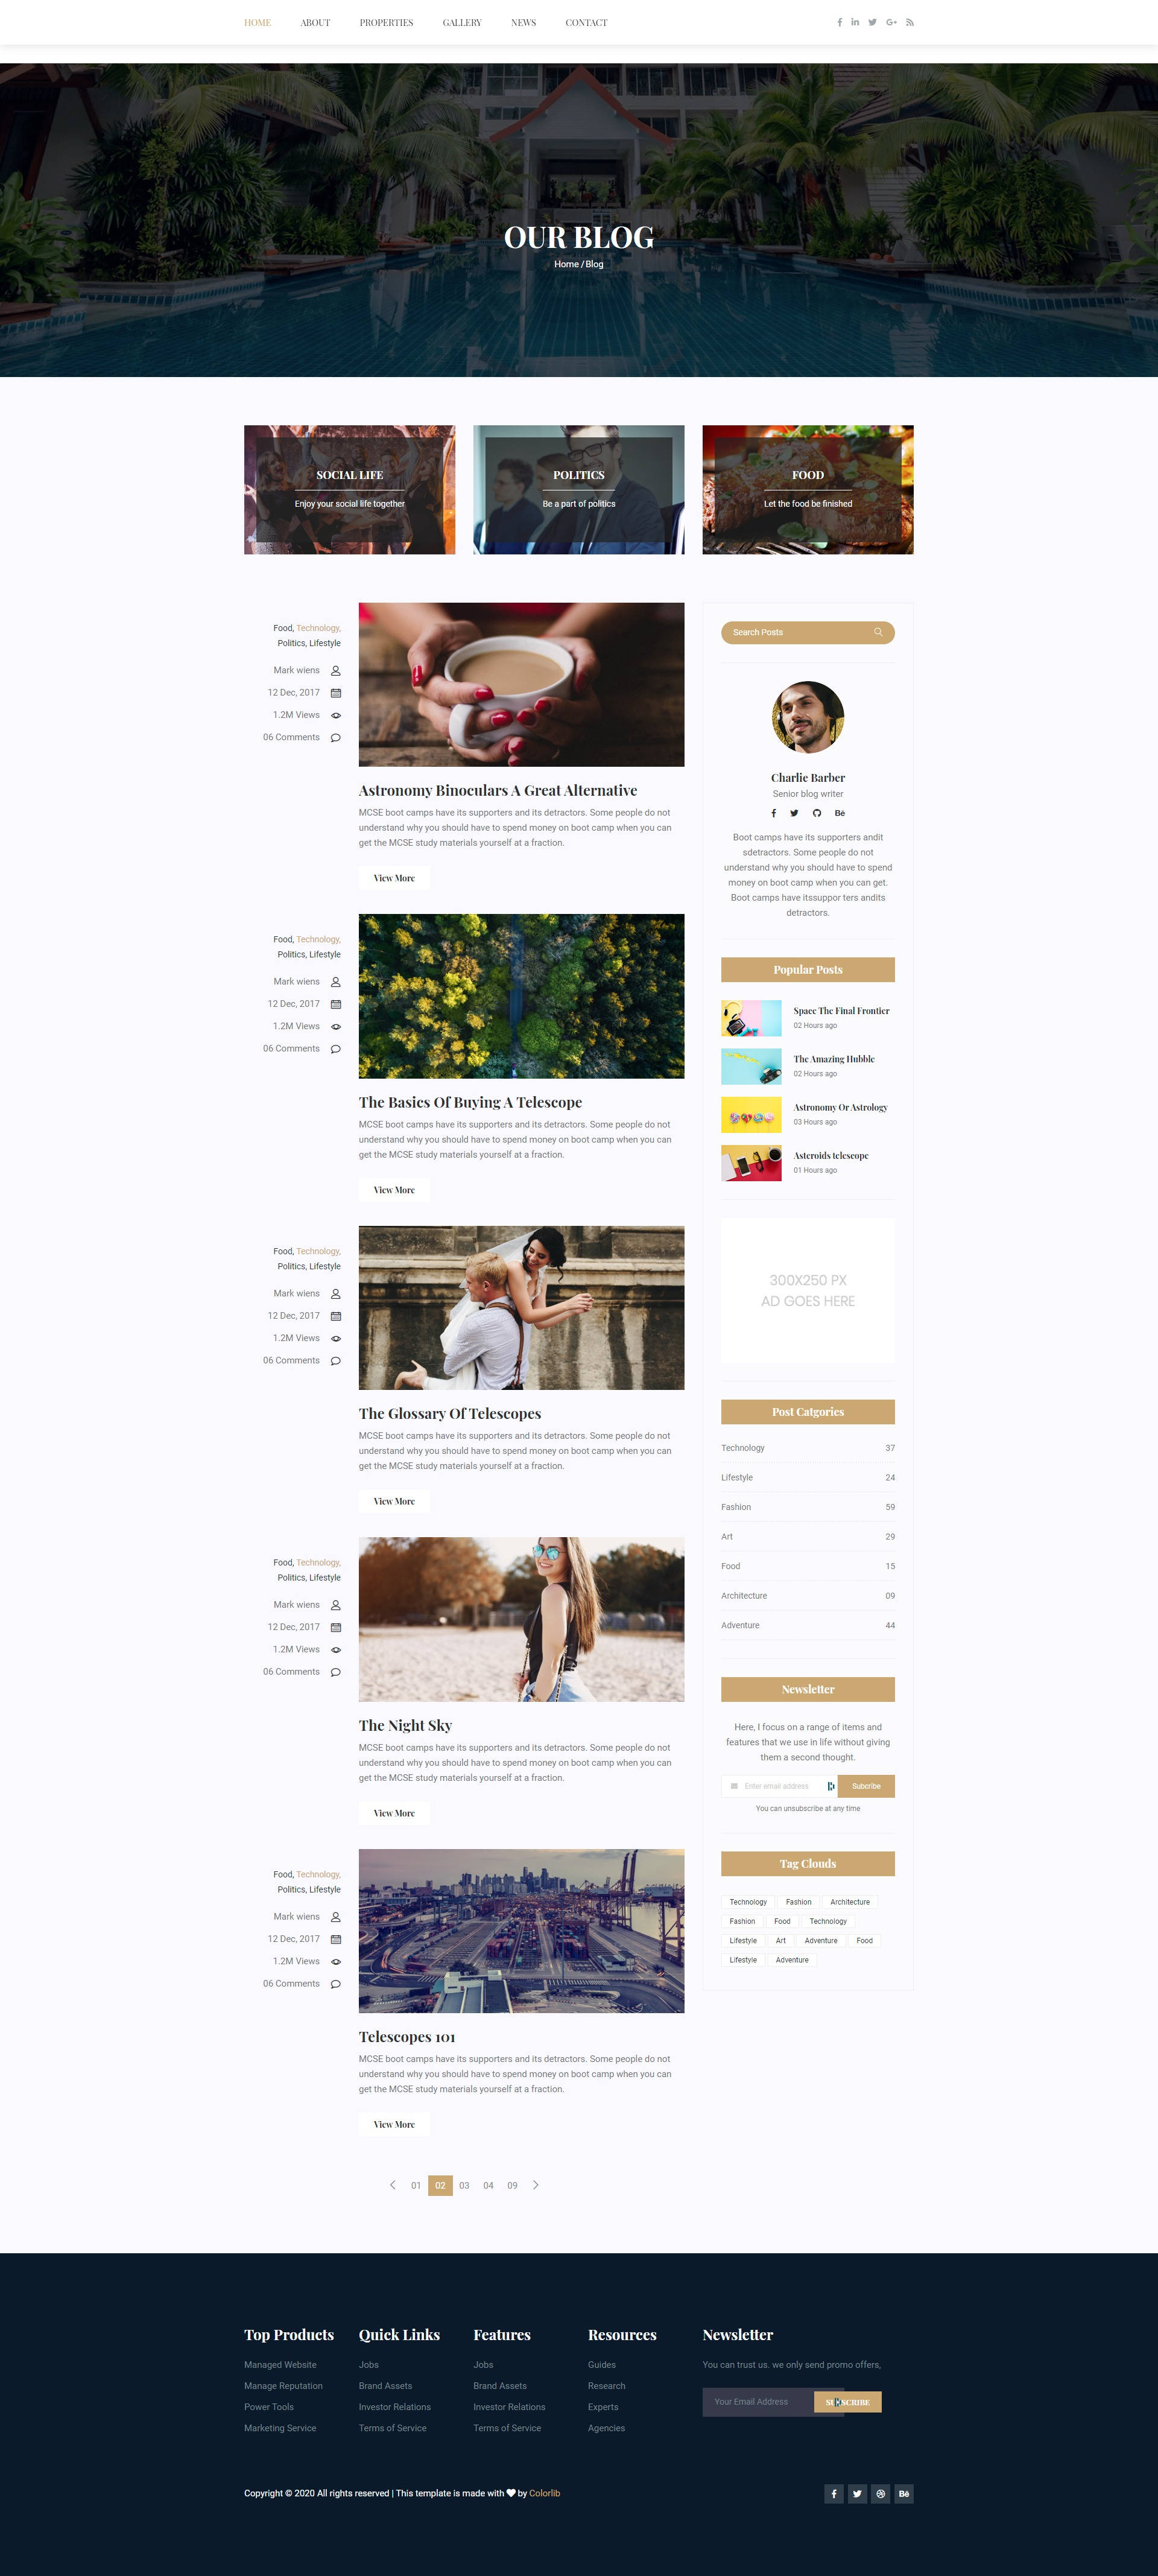 HOME ABOUT PROPERTIES GALLERY NEWS CONTACT
OUR BLOG
Home / Blog
SOCIAL LIFE
Enjoy your social life together
POLITICS
Be a part of politics
FOOD
Let the food be finished
Food, Technology,
Politics, Lifestyle
Mark wiens
12 Dec, 2017
1.2M Views
06 Comments
Astronomy Binoculars A Great Alternative
MCSE boot camps have its supporters and its detractors. Some people do not
understand why you should have to spend money on boot camp when you can
get the MCSE study materials yourself at a fraction.
View More
Food, Technology,
Politics, Lifestyle
Mark wiens
12 Dec, 2017
1.2M Views
06 Comments
The Basics Of Buying A Telescope
MCSE boot camps have its supporters and its detractors. Some people do not
understand why you should have to spend money on boot camp when you can
get the MCSE study materials yourself at a fraction.
View More
Food, Technology,
Politics, Lifestyle
Mark wiens
12 Dec, 2017
1.2M Views
06 Comments
The Glossary Of Telescopes
MCSE boot camps have its supporters and its detractors. Some people do not
understand why you should have to spend money on boot camp when you can
get the MCSE study materials yourself at a fraction.
View More
Food, Technology,
Politics, Lifestyle
Mark wiens
12 Dec, 2017
1.2M Views
06 Comments
The Night Sky
MCSE boot camps have its supporters and its detractors. Some people do not
understand why you should have to spend money on boot camp when you can
get the MCSE study materials yourself at a fraction.
View More
Food, Technology,
Politics, Lifestyle
Mark wiens
12 Dec, 2017
1.2M Views
06 Comments
Telescopes 101
MCSE boot camps have its supporters and its detractors. Some people do not
understand why you should have to spend money on boot camp when you can
get the MCSE study materials yourself at a fraction.
View More
01 02 03 04 09
Search Posts
Charlie Barber
Senior blog writer
Bē
Boot camps have its supporters andit
sdetractors. Some people do not
understand why you should have to spend
money on boot camp when you can get.
Boot camps have itssuppor ters andits
detractors.
Popular Posts
Space The Final Frontier
02 Hours ago
The Amazing Hubble
02 Hours ago
Astronomy Or Astrology
03 Hours ago
Asteroids telescope
01 Hours ago
300X250 PX
AD GOES HERE
Post Catgories
Technology 37
Lifestyle 24
Fashion 59
Art 29
Food 15
Architecture 09
Adventure 44
Newsletter
Here, I focus on a range of items and
features that we use in life without giving
them a second thought.
Enter email address Subcribe
You can unsubscribe at any time
Tag Clouds
Technology Fashion Architecture
Fashion Food Technology
Lifestyle Art Adventure Food
Lifestyle Adventure
Top Products
Managed Website
Manage Reputation
Power Tools
Marketing Service
Quick Links
Jobs
Brand Assets
Investor Relations
Terms of Service
Features
Jobs
Brand Assets
Investor Relations
Terms of Service
Resources
Guides
Research
Experts
Agencies
Newsletter
You can trust us. we only send promo offers,
Your Email Address SUBSCRIBE
Copyright © 2020 All rights reserved | This template is made with ♥ by Colorlib
Bē